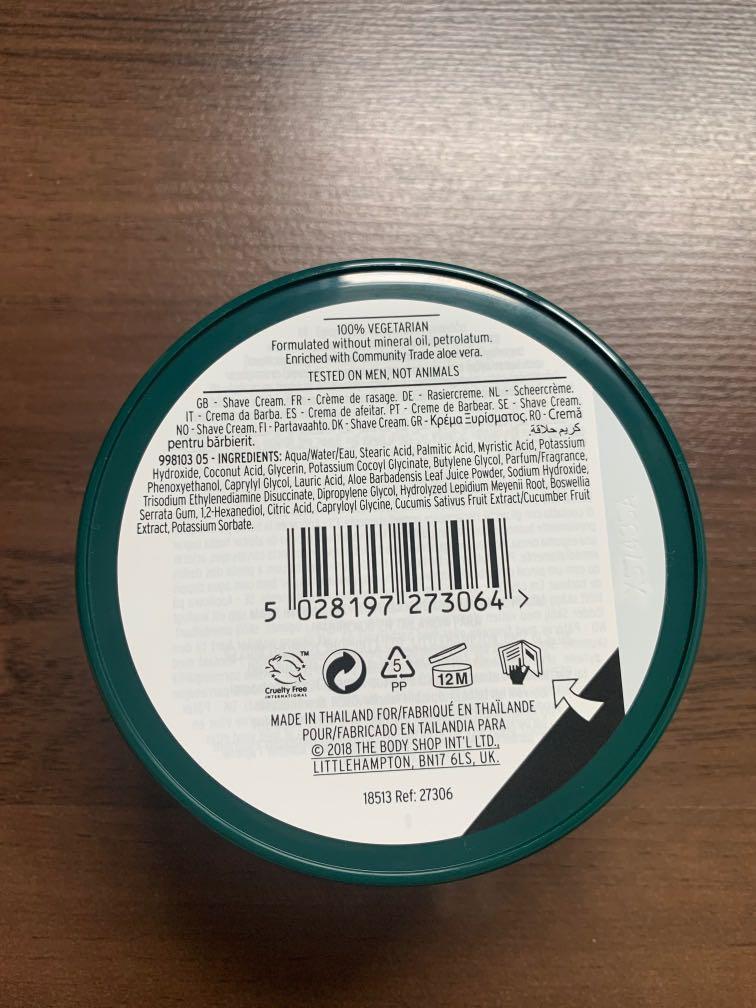 100% VEGETARIAN
Formulated without mineral oil, petrolatum.
Enriched with Community Trade aloe vera.
TESTED ON MEN, NOT ANIMALS
GB - Shave Cream. FR - Crème de rasage. DE - Rasiercreme. NL - Scheercrème.
IT - Crema da Barba. ES - Crema de afeitar. PT - Creme de Barbear. SE - Shave Cream.
NO - Shave Cream. FI - Partavaahto. DK - Shave Cream. GR - Κρέμα Ξυρίσματος. RO - Cremă
pentru bărbierit. كريم حلاقة
998103 05 - INGREDIENTS: Aqua/Water/Eau, Stearic Acid, Palmitic Acid, Myristic Acid, Potassium
Hydroxide, Coconut Acid, Glycerin, Potassium Cocoyl Glycinate, Butylene Glycol, Parfum/Fragrance,
Phenoxyethanol, Caprylyl Glycol, Lauric Acid, Aloe Barbadensis Leaf Juice Powder, Sodium Hydroxide,
Trisodium Ethylenediamine Disuccinate, Dipropylene Glycol, Hydrolyzed Lepidium Meyenii Root, Boswellia
Serrata Gum, 1,2-Hexanediol, Citric Acid, Capryloyl Glycine, Cucumis Sativus Fruit Extract/Cucumber Fruit
Extract, Potassium Sorbate.
5 028197 273064 >
TM
Cruelty Free
INTERNATIONAL
5
PP
12M
MADE IN THAILAND FOR/FABRIQUÉ EN THAÏLANDE
POUR/FABRICADO EN TAILANDIA PARA
© 2018 THE BODY SHOP INT'L LTD.,
LITTLEHAMPTON, BN17 6LS, UK.
18513 Ref: 27306